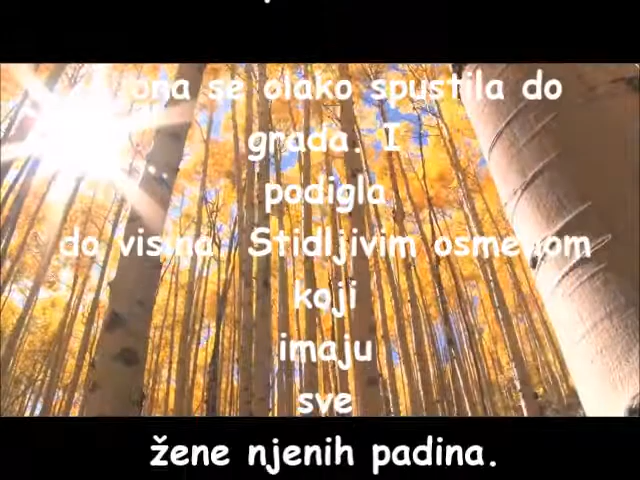 ona se olako spustila do
grada. I
podigla
do visina Stidljivim osmehom
koji
imaju
sve
žene njenih padina.